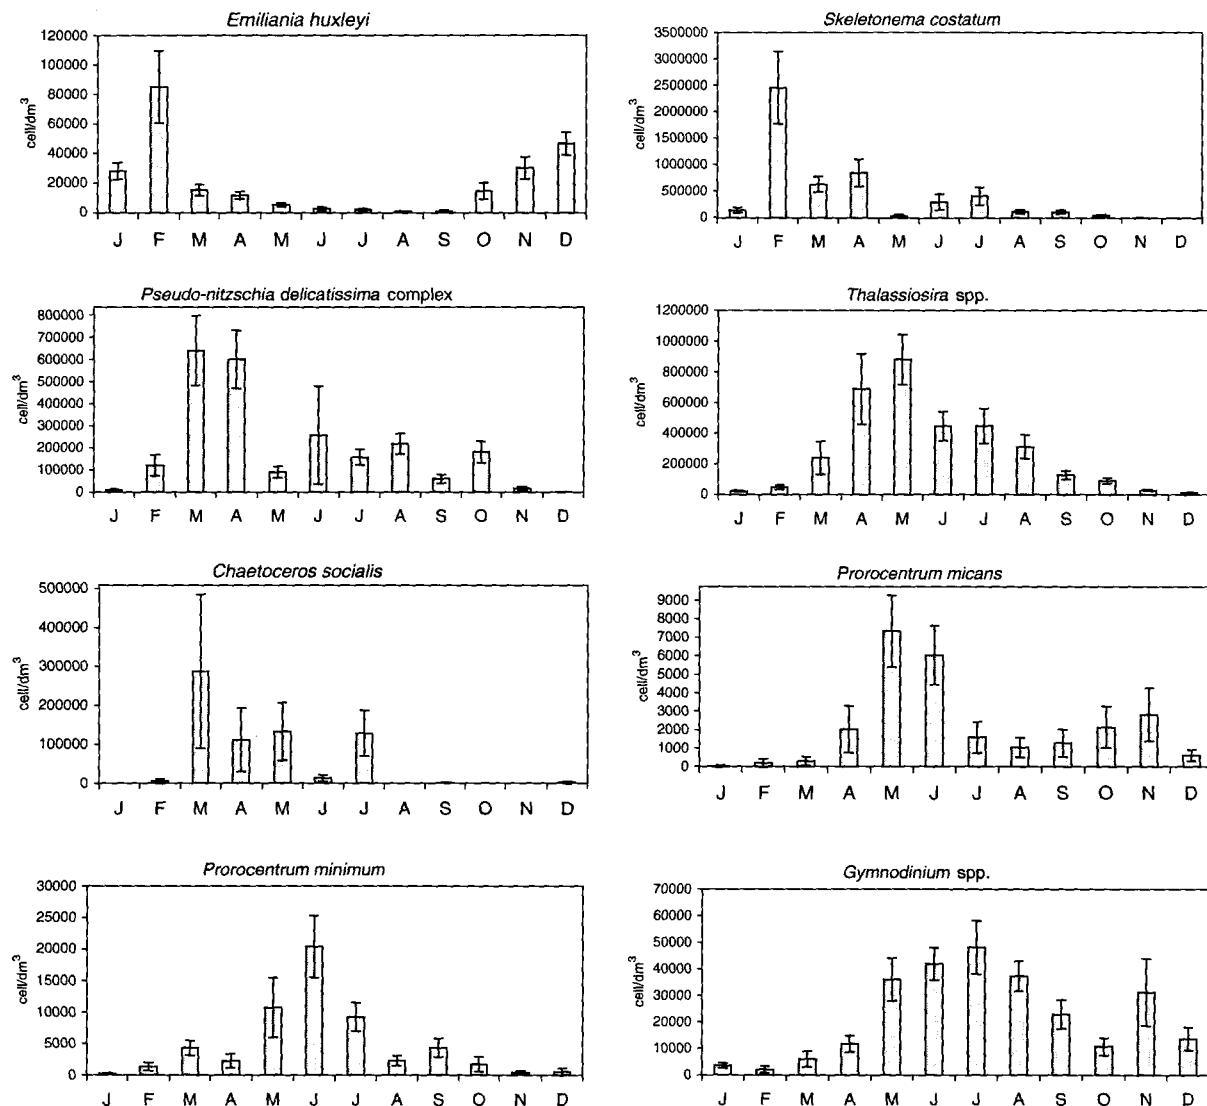 Emiliania huxleyi
120000
100000
80000
60000
40000
20000
0
cell/dm³
J F M A M J J A S O N D
Skeletonema costatum
3500000
3000000
2500000
2000000
1500000
1000000
500000
0
cell/dm³
J F M A M J J A S O N D
Pseudo-nitzschia delicatissima complex
800000
700000
600000
500000
400000
300000
200000
100000
0
cell/dm³
J F M A M J J A S O N D
Thalassiosira spp.
1200000
1000000
800000
600000
400000
200000
0
cell/dm³
J F M A M J J A S O N D
Chaetoceros socialis
500000
400000
300000
200000
100000
0
cell/dm³
J F M A M J J A S O N D
Prorocentrum micans
9000
8000
7000
6000
5000
4000
3000
2000
1000
0
cell/dm³
J F M A M J J A S O N D
Prorocentrum minimum
30000
25000
20000
15000
10000
5000
0
cell/dm³
J F M A M J J A S O N D
Gymnodinium spp.
70000
60000
50000
40000
30000
20000
10000
0
cell/dm³
J F M A M J J A S O N D